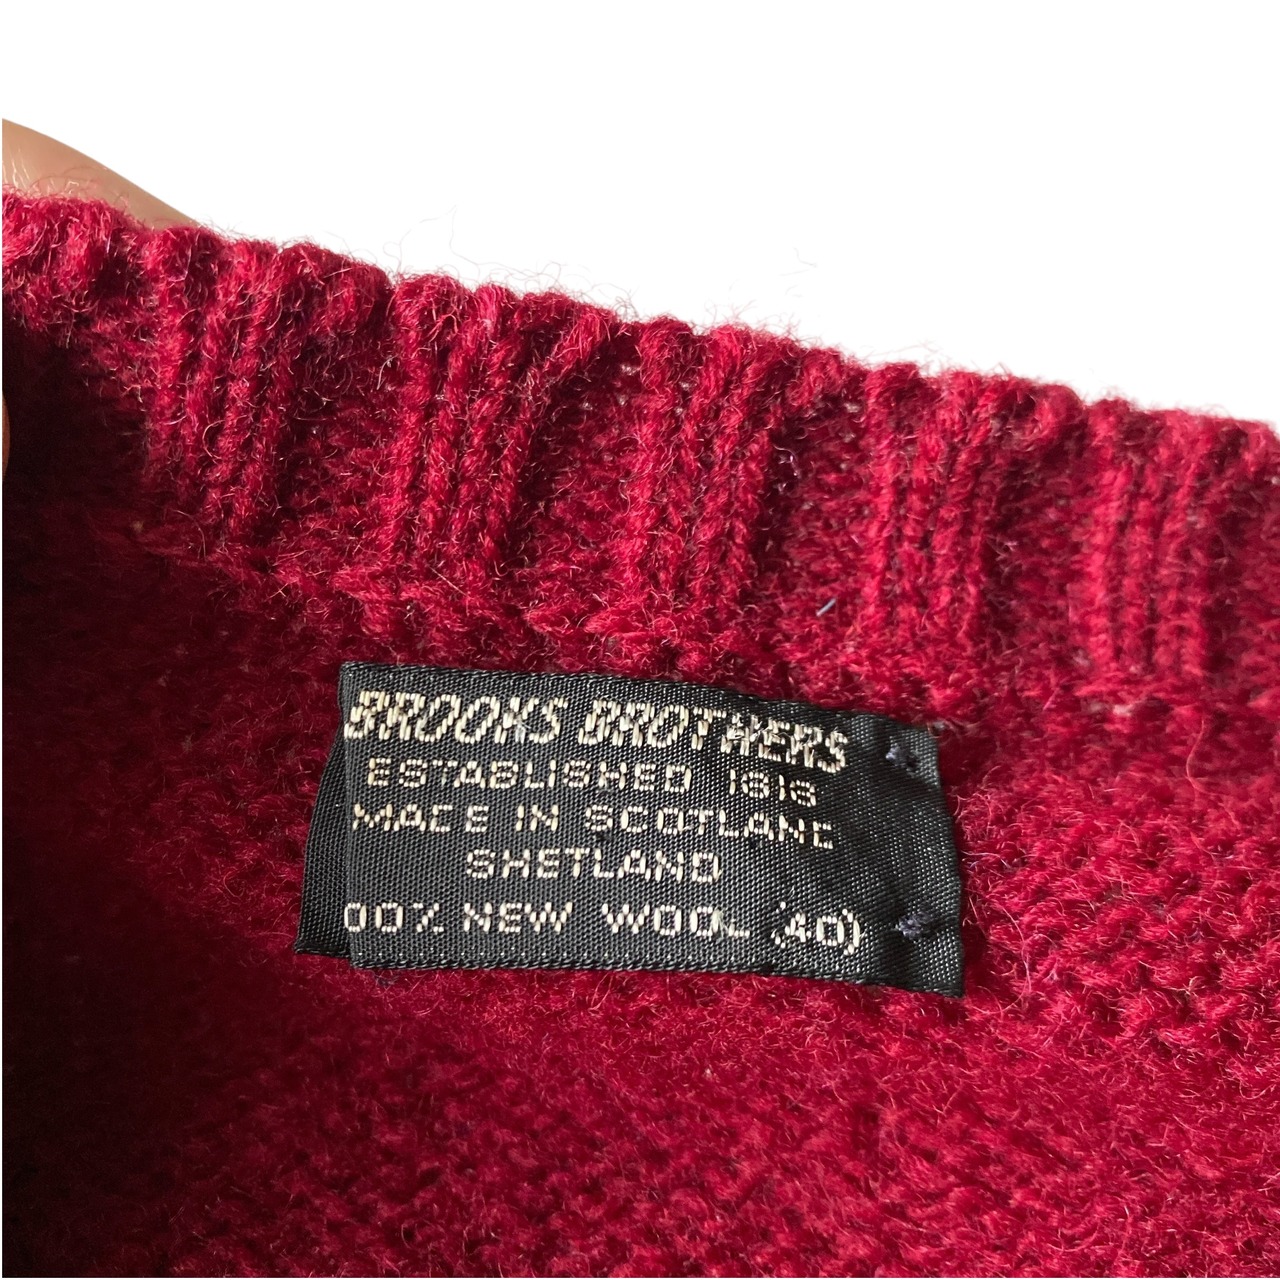 BROOKS BROTHERS
ESTABLISHED 1818
MADE IN SCOTLAND
SHETLAND
00% NEW WOOL (40)